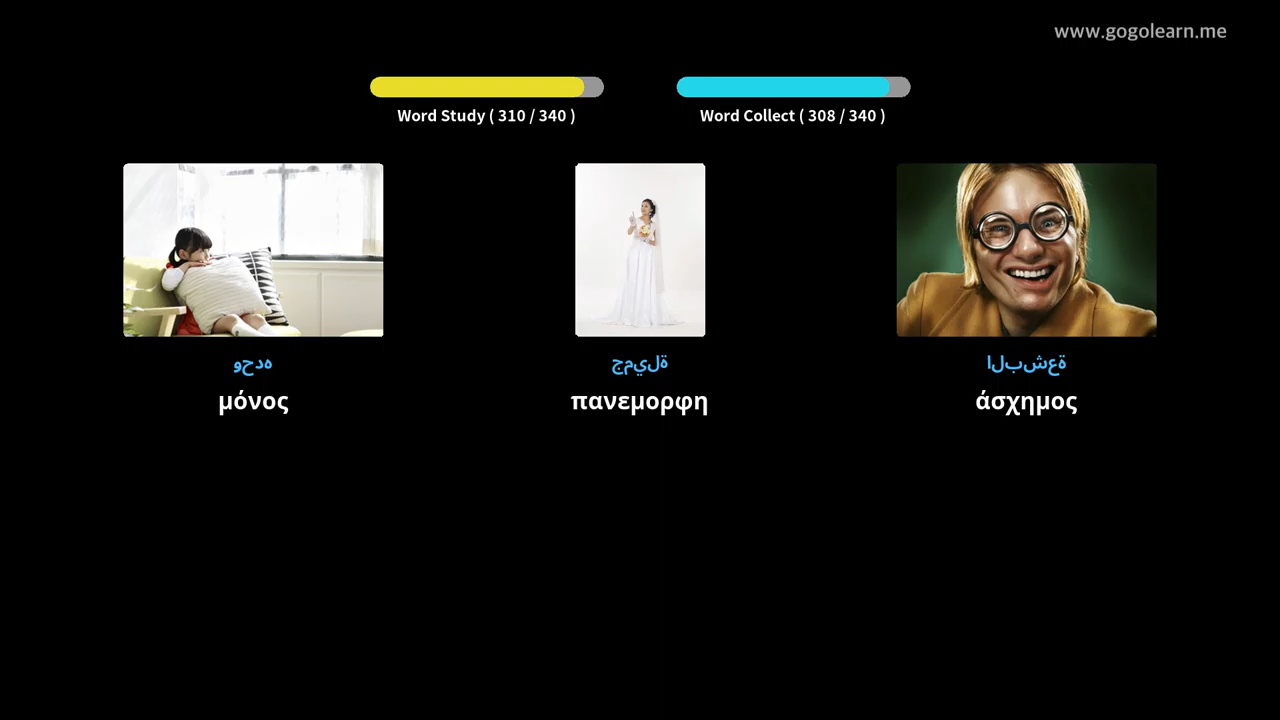 www.gogolearn.me
Word Study ( 310 / 340 )
Word Collect ( 308 / 340 )
وحده
جميلة
البشعة
μόνος
πανεμορφη
άσχημος